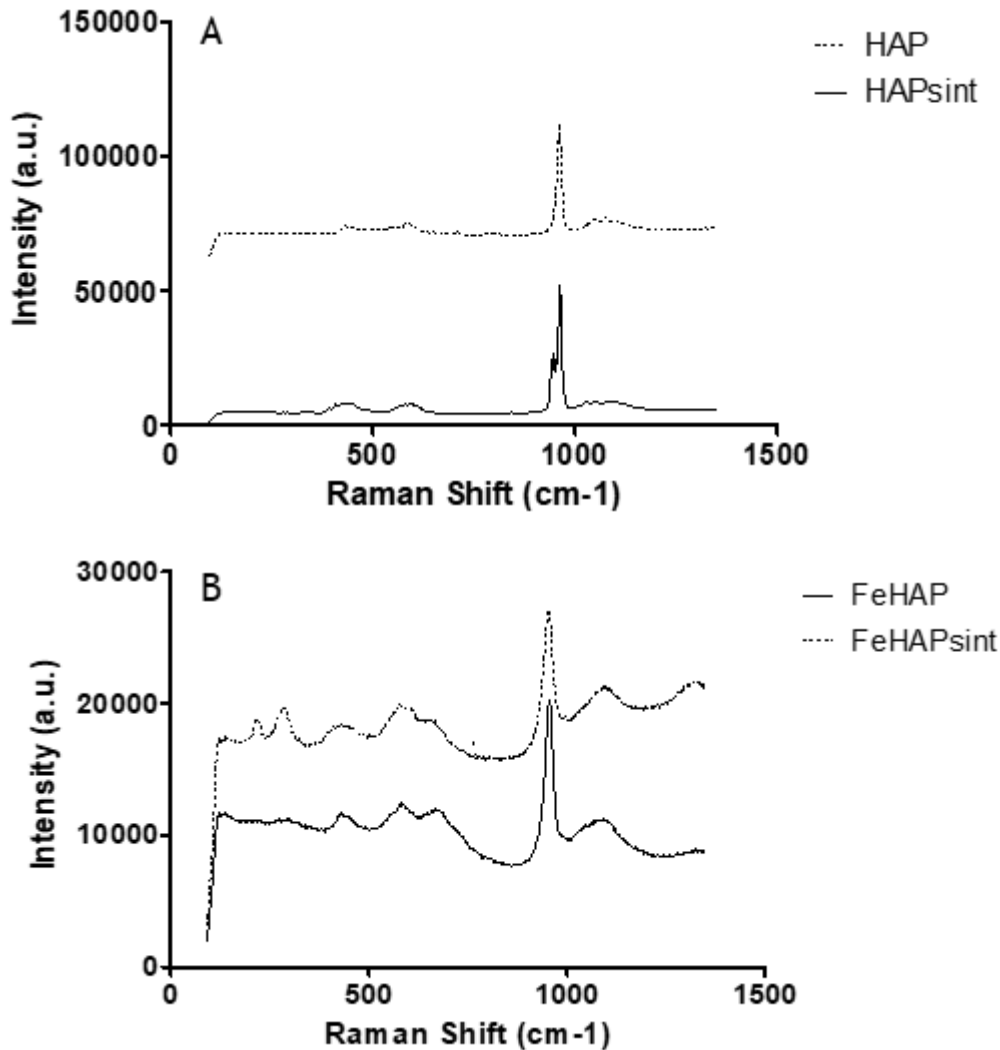 A
150000
100000
50000
0
0
500
1000
1500
Intensity (a.u.)
Raman Shift (cm-1)
HAP
HAPsint
B
30000
20000
10000
0
0
500
1000
1500
Intensity (a.u.)
Raman Shift (cm-1)
FeHAP
FeHAPsint